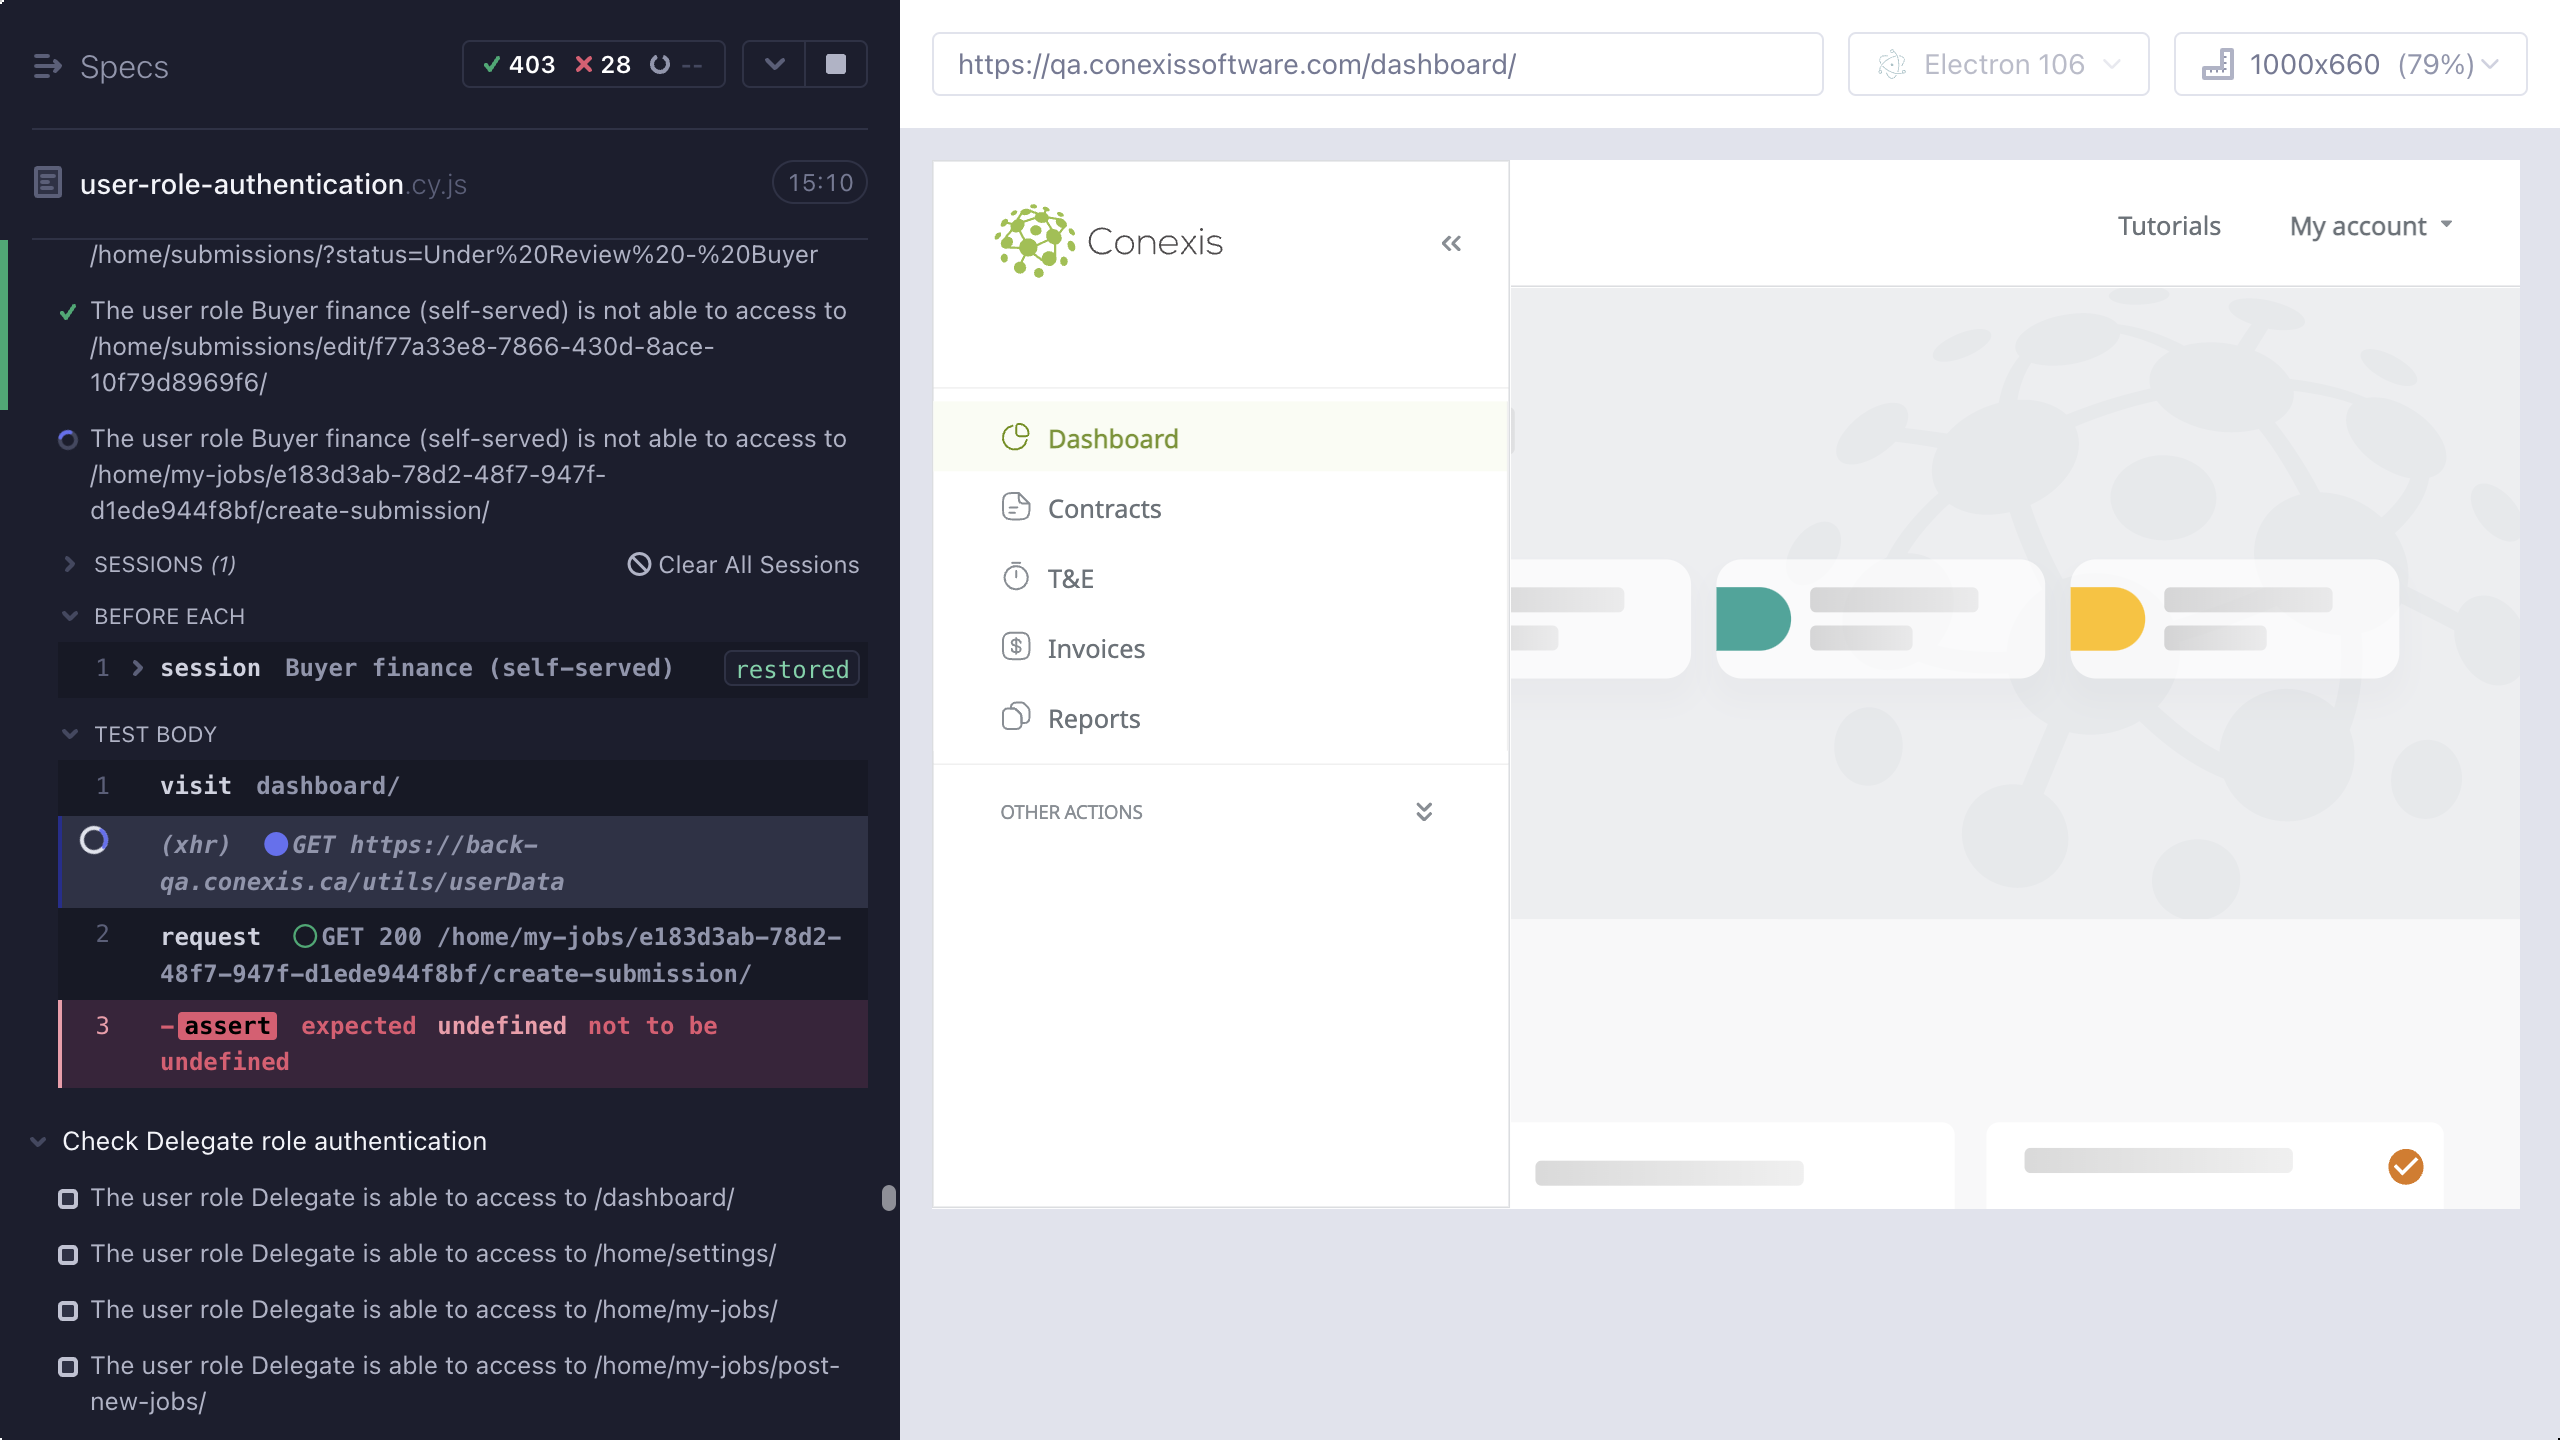 Specs
403
28
--
user-role-authentication.cy.js
15:10
/home/submissions/?status=Under%20Review%20-%20Buyer
The user role Buyer finance (self-served) is not able to access to
/home/submissions/edit/f77a33e8-7866-430d-8ace-
10f79d8969f6/
The user role Buyer finance (self-served) is not able to access to
/home/my-jobs/e183d3ab-78d2-48f7-947f-
d1ede944f8bf/create-submission/
SESSIONS (1)
Clear All Sessions
BEFORE EACH
1 session Buyer finance (self-served) restored
TEST BODY
1 visit dashboard/
(xhr) GET https://back-
qa.conexis.ca/utils/userData
2 request GET 200 /home/my-jobs/e183d3ab-78d2-
48f7-947f-d1ede944f8bf/create-submission/
3 -assert expected undefined not to be
undefined
Check Delegate role authentication
The user role Delegate is able to access to /dashboard/
The user role Delegate is able to access to /home/settings/
The user role Delegate is able to access to /home/my-jobs/
The user role Delegate is able to access to /home/my-jobs/post-
new-jobs/
https://qa.conexissoftware.com/dashboard/
Electron 106
1000x660 (79%)
Conexis
Tutorials
My account
Dashboard
Contracts
T&E
Invoices
Reports
OTHER ACTIONS